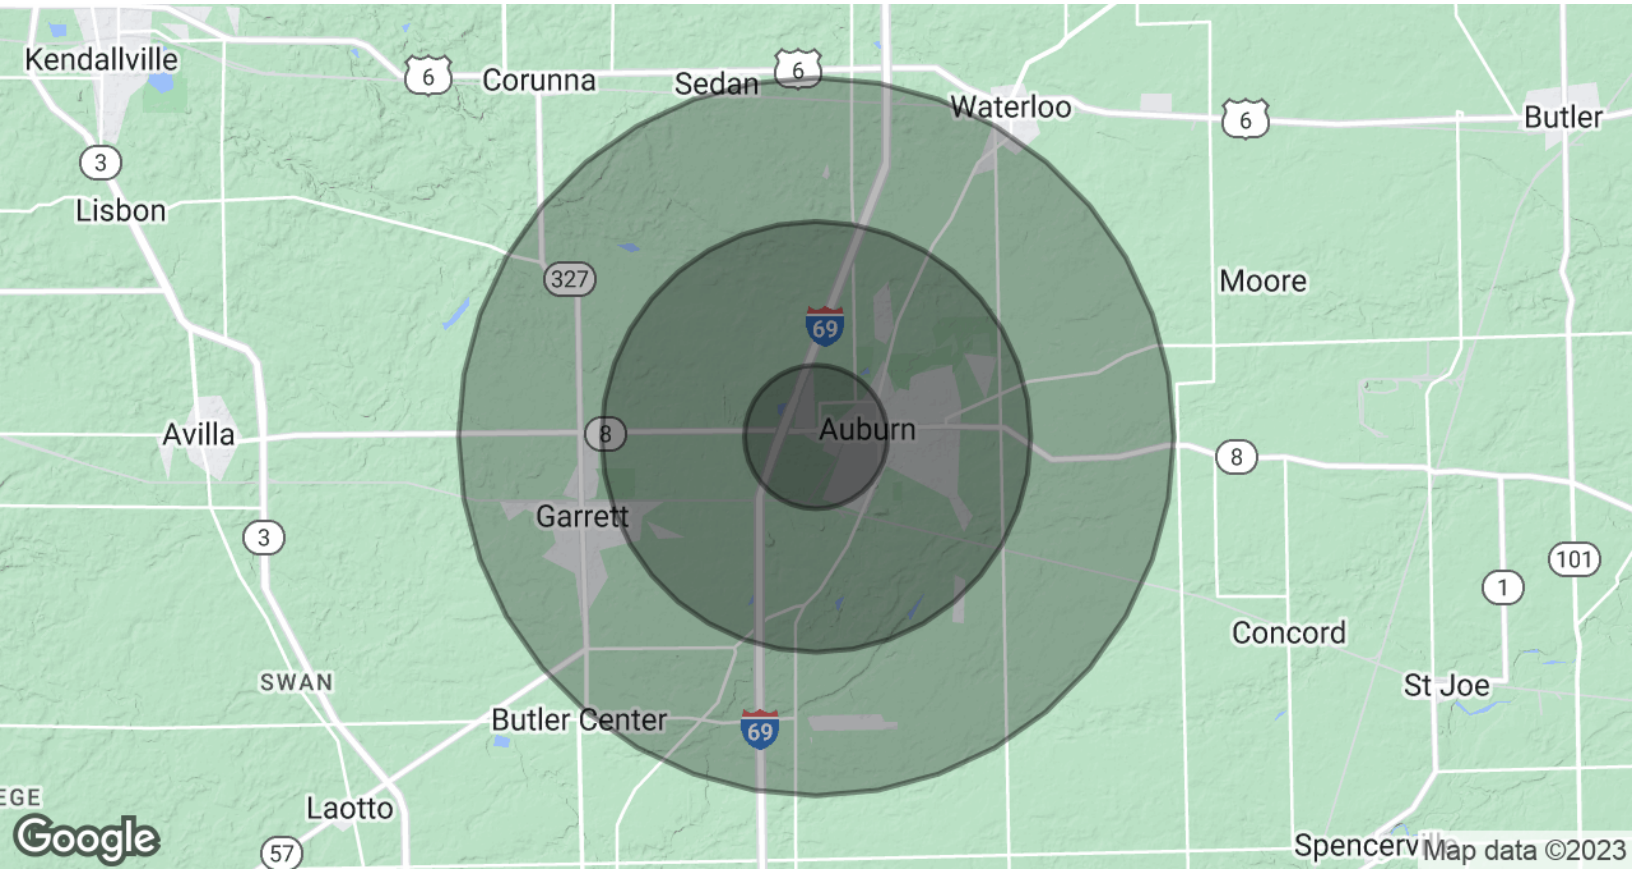 Kendallville
6
Corunna
Sedan
6
Waterloo
6
Butler
3
Lisbon
327
Moore
69
Avilla
8
Auburn
8
3
Garrett
101
1
Concord
SWAN
St Joe
Butler Center
69
EGE
Laotto
Google
57
Map data ©2023